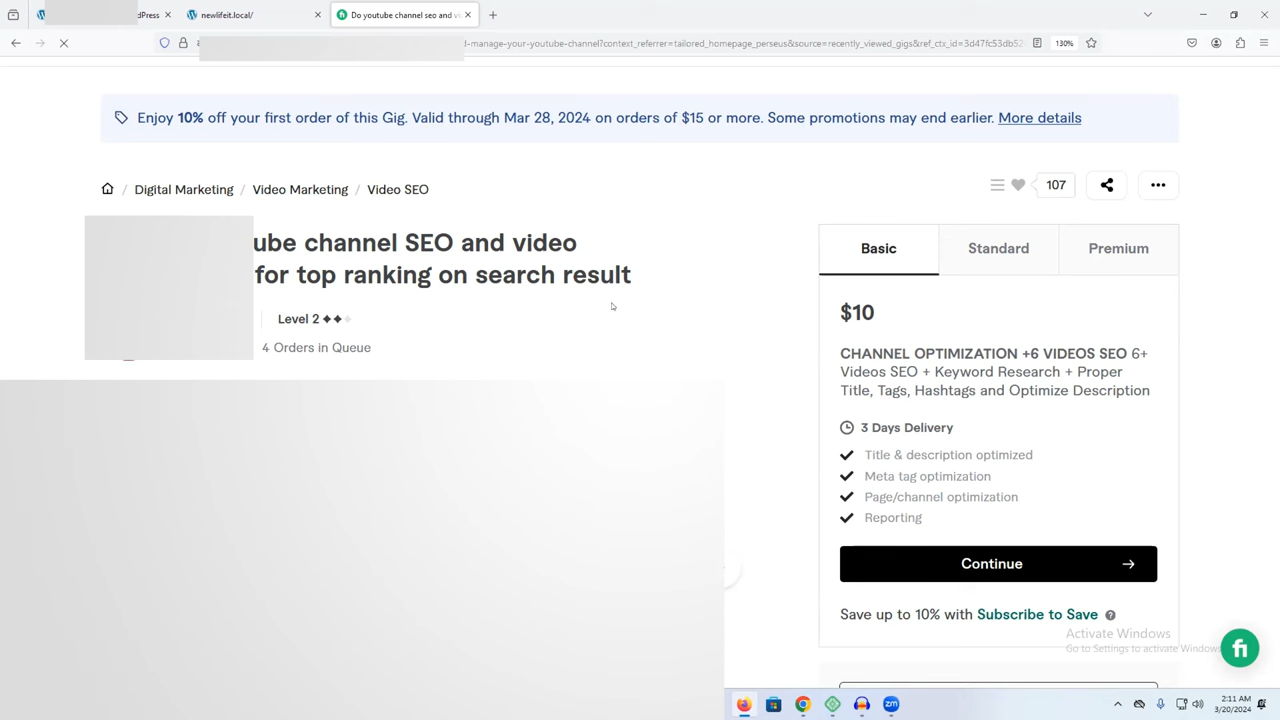 dPress
newlifeit.local/
Do youtube channel seo and vi
d-manage-your-youtube-channel?context_referrer=tailored_homepage_perseus&source=recently_viewed_gigs&ref_ctx_id=3d47fc53db52
130%
Enjoy 10% off your first order of this Gig. Valid through Mar 28, 2024 on orders of $15 or more. Some promotions may end earlier. More details
/ Digital Marketing / Video Marketing / Video SEO
107
ube channel SEO and video
for top ranking on search result
Level 2
4 Orders in Queue
Basic
Standard
Premium
$10
CHANNEL OPTIMIZATION +6 VIDEOS SEO 6+
Videos SEO + Keyword Research + Proper
Title, Tags, Hashtags and Optimize Description
3 Days Delivery
Title & description optimized
Meta tag optimization
Page/channel optimization
Reporting
Continue
Save up to 10% with Subscribe to Save ?
Activate Windows
Go to Settings to activate Windows
fi
zm
2:11 AM
3/20/2024